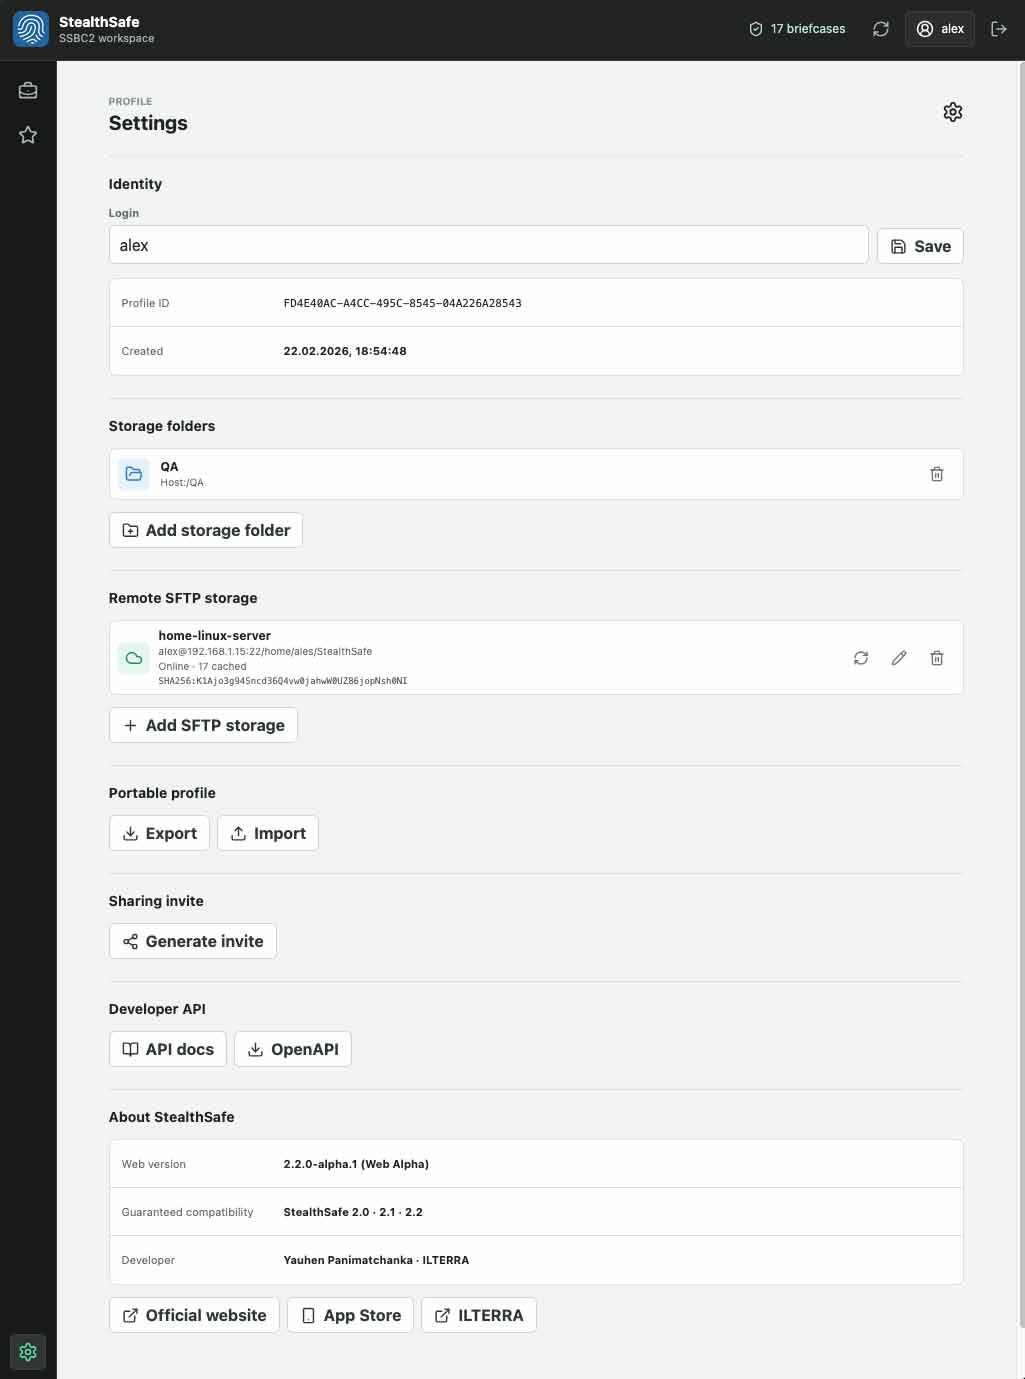 StealthSafe
SSBC2 workspace
17 briefcases
alex
PROFILE
Settings
Identity
Login
alex
Save
Profile ID
FD4E40AC-A4CC-495C-8545-04A226A28543
Created
22.02.2026, 18:54:48
Storage folders
QA
Host:/QA
Add storage folder
Remote SFTP storage
home-linux-server
alex@192.168.1.15:22/home/ales/StealthSafe
Online · 17 cached
SHA256:K1Ajo3g94Sncd36Q4vw0jahwW0UZ86jopNsh0NI
Add SFTP storage
Portable profile
Export
Import
Sharing invite
Generate invite
Developer API
API docs
OpenAPI
About StealthSafe
Web version
2.2.0-alpha.1 (Web Alpha)
Guaranteed compatibility
StealthSafe 2.0 · 2.1 · 2.2
Developer
Yauhen Panimatchanka · ILTERRA
Official website
App Store
ILTERRA